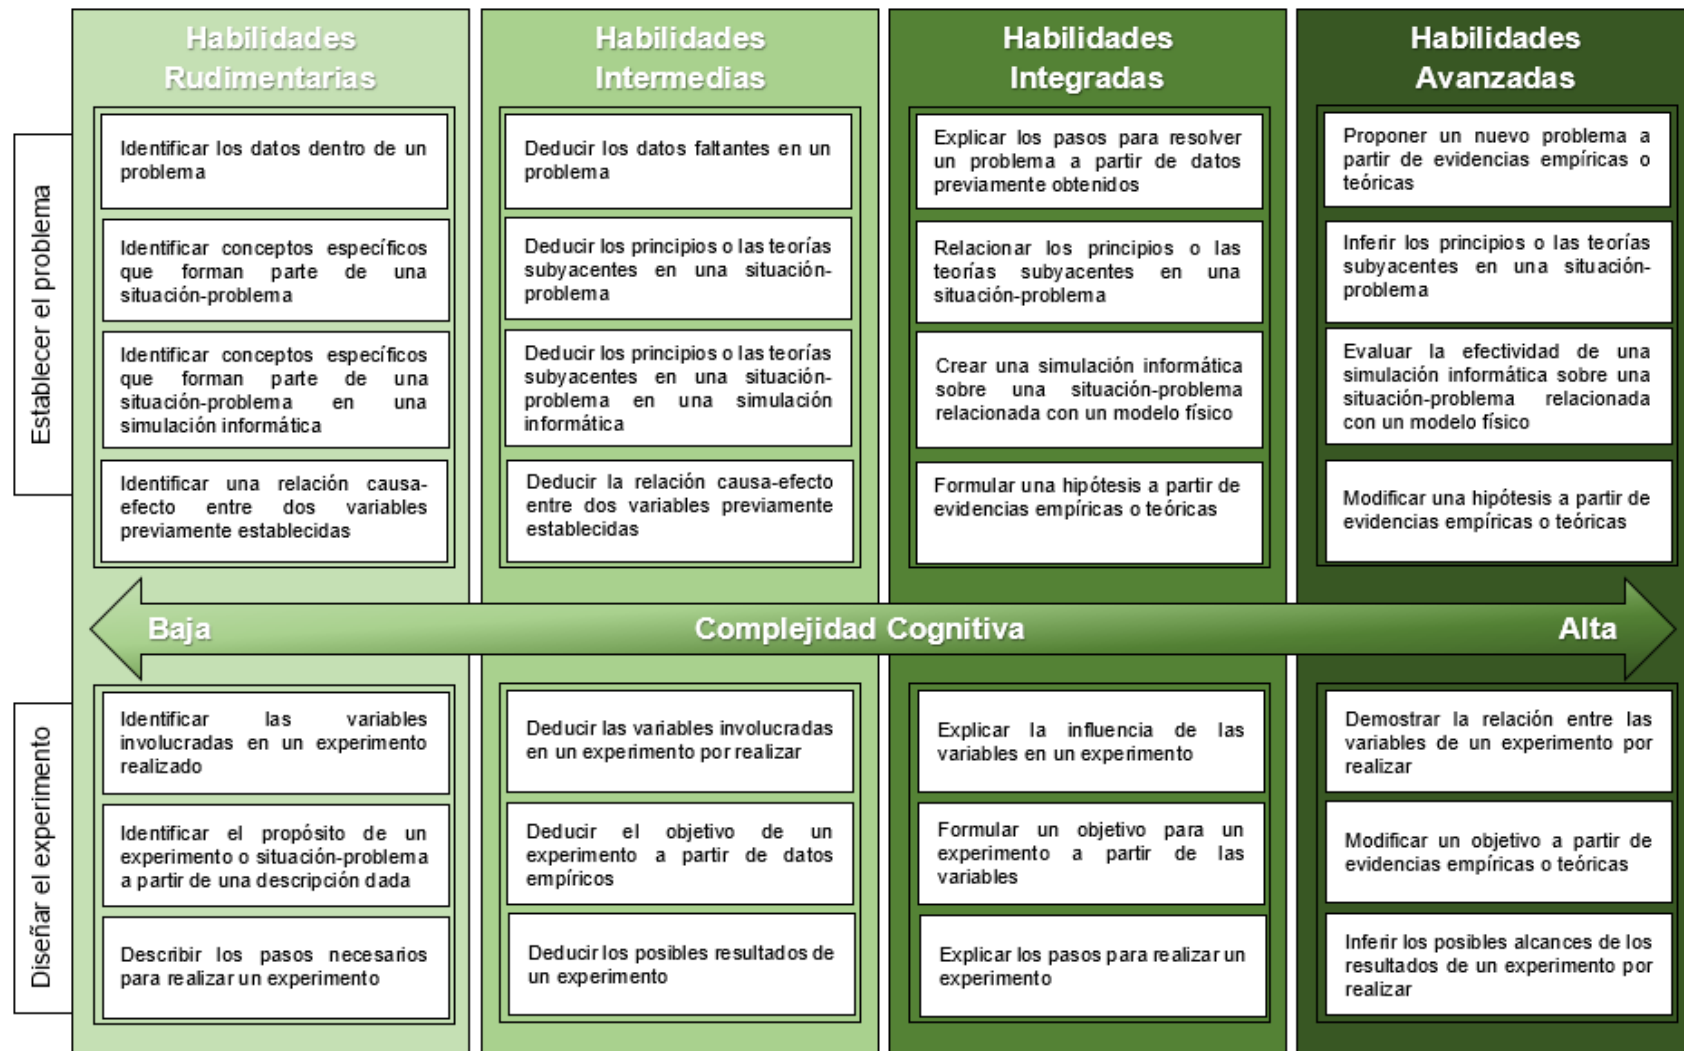 Habilidades
Rudimentarias
Habilidades
Intermedias
Habilidades
Integradas
Habilidades
Avanzadas
Establecer el problema
Identificar los datos dentro de un
problema
Deducir los datos faltantes en un
problema
Explicar los pasos para resolver
un problema a partir de datos
previamente obtenidos
Proponer un nuevo problema a
partir de evidencias empíricas o
teóricas
Identificar conceptos específicos
que forman parte de una
situación-problema
Deducir los principios o las teorías
subyacentes en una situación-
problema
Relacionar los principios o las
teorías subyacentes en una
situación-problema
Inferir los principios o las teorías
subyacentes en una situación-
problema
Identificar conceptos específicos
que forman parte de una
situación-problema en una
simulación informática
Deducir los principios o las teorías
subyacentes en una situación-
problema en una simulación
informática
Crear una simulación informática
sobre una situación-problema
relacionada con un modelo físico
Evaluar la efectividad de una
simulación informática sobre una
situación-problema relacionada
con un modelo físico
Identificar una relación causa-
efecto entre dos variables
previamente establecidas
Deducir la relación causa-efecto
entre dos variables previamente
establecidas
Formular una hipótesis a partir de
evidencias empíricas o teóricas
Modificar una hipótesis a partir de
evidencias empíricas o teóricas
Baja
Complejidad Cognitiva
Alta
Diseñar el experimento
Identificar las variables
involucradas en un experimento
realizado
Deducir las variables involucradas
en un experimento por realizar
Explicar la influencia de las
variables en un experimento
Demostrar la relación entre las
variables de un experimento por
realizar
Identificar el propósito de un
experimento o situación-problema
a partir de una descripción dada
Deducir el objetivo de un
experimento a partir de datos
empíricos
Formular un objetivo para un
experimento a partir de las
variables
Modificar un objetivo a partir de
evidencias empíricas o teóricas
Describir los pasos necesarios
para realizar un experimento
Deducir los posibles resultados de
un experimento
Explicar los pasos para realizar un
experimento
Inferir los posibles alcances de los
resultados de un experimento por
realizar